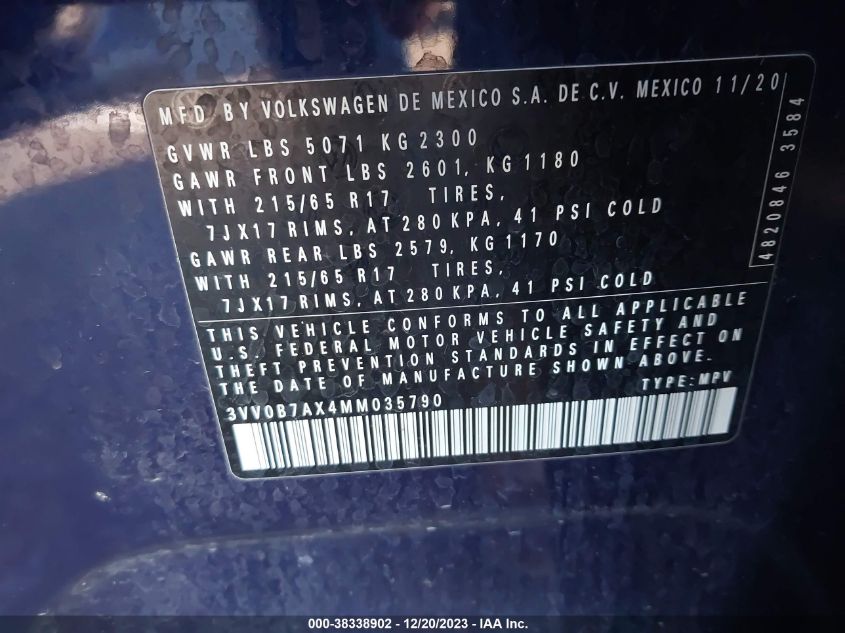 MFD BY VOLKSWAGEN DE MEXICO S.A. DE C.V. MEXICO 11/20
GVWR LBS 5071 KG 2300
GAWR FRONT LBS 2601, KG 1180
WITH 215/65 R17 TIRES,
7JX17 RIMS, AT 280 KPA, 41 PSI COLD
GAWR REAR LBS 2579, KG 1170
WITH 215/65 R17 TIRES,
7JX17 RIMS, AT 280 KPA, 41 PSI COLD
4820846 3584
THIS VEHICLE CONFORMS TO ALL APPLICABLE
U.S. FEDERAL MOTOR VEHICLE SAFETY AND
THEFT PREVENTION STANDARDS IN EFFECT ON
THE DATE OF MANUFACTURE SHOWN ABOVE.
TYPE: MPV
3VV0B7AX4MM035790
000-38338902 - 12/20/2023 - IAA Inc.